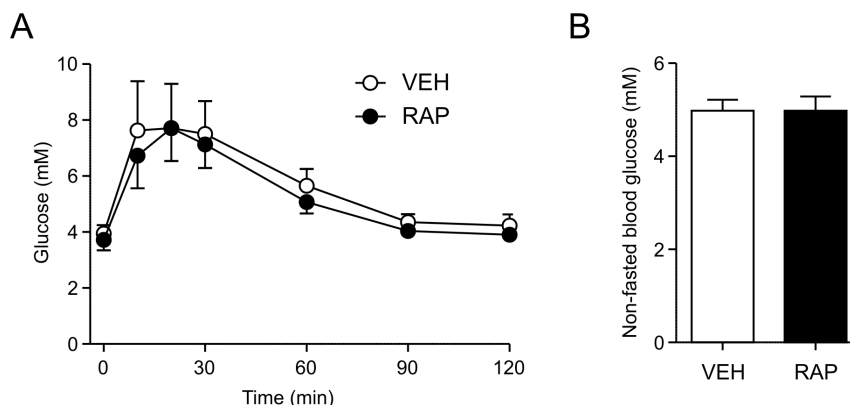 A
Glucose (mM)
10
8
6
4
2
0
VEH
RAP
0
30
60
90
120
Time (min)
B
Non-fasted blood glucose (mM)
6
4
2
0
VEH
RAP